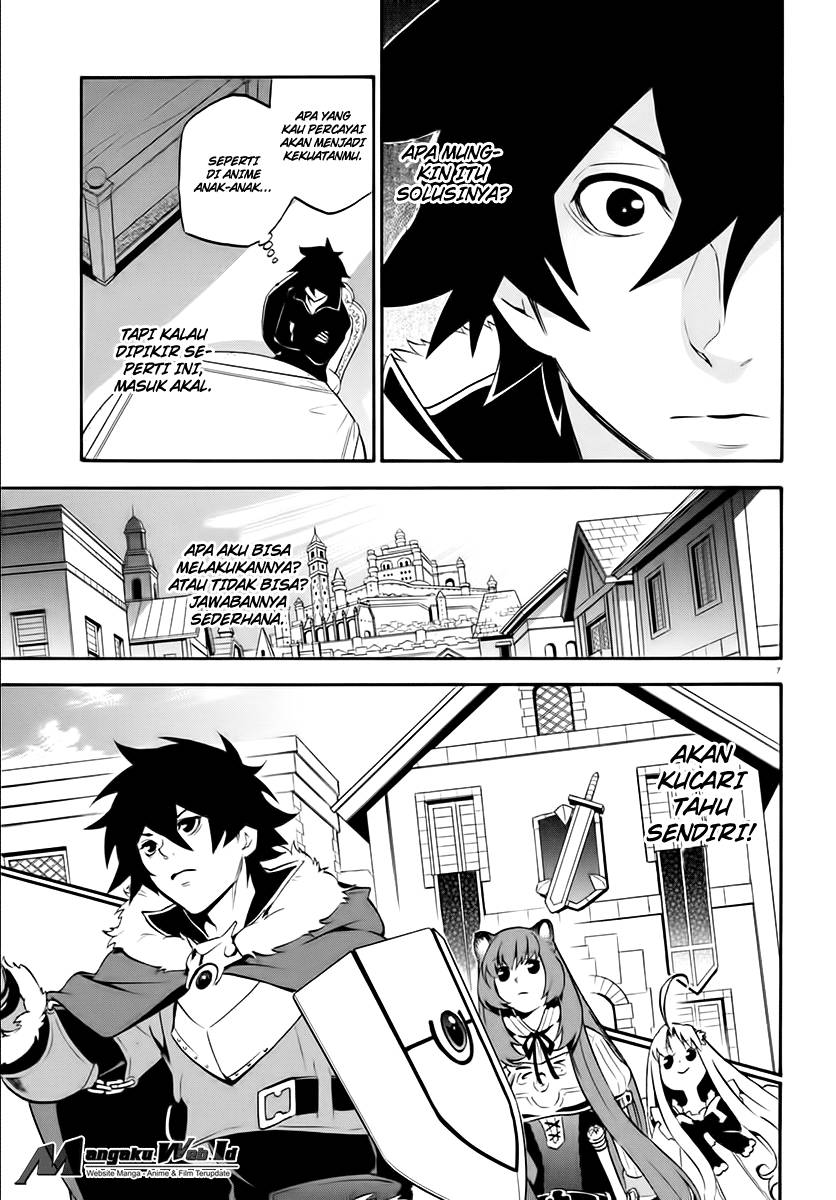 APA MUNG-
KIN ITU
SOLUSINYA?
APA YANG
KAU PERCAYAI
AKAN MENJADI
KEKUATANMU.
SEPERTI
DI ANIME
ANAK-ANAK...
TAPI KALAU
DIPIKIR SE-
PERTI INI,
MASUK AKAL.
APA AKU BISA
MELAKUKANNYA?
ATAU TIDAK BISA?
JAWABANNYA
SEDERHANA.
7
AKAN
KUCARI
TAHU
SENDIRI!
Mangaku.Web.Id
Website Manga - Anime & Film Terupdate